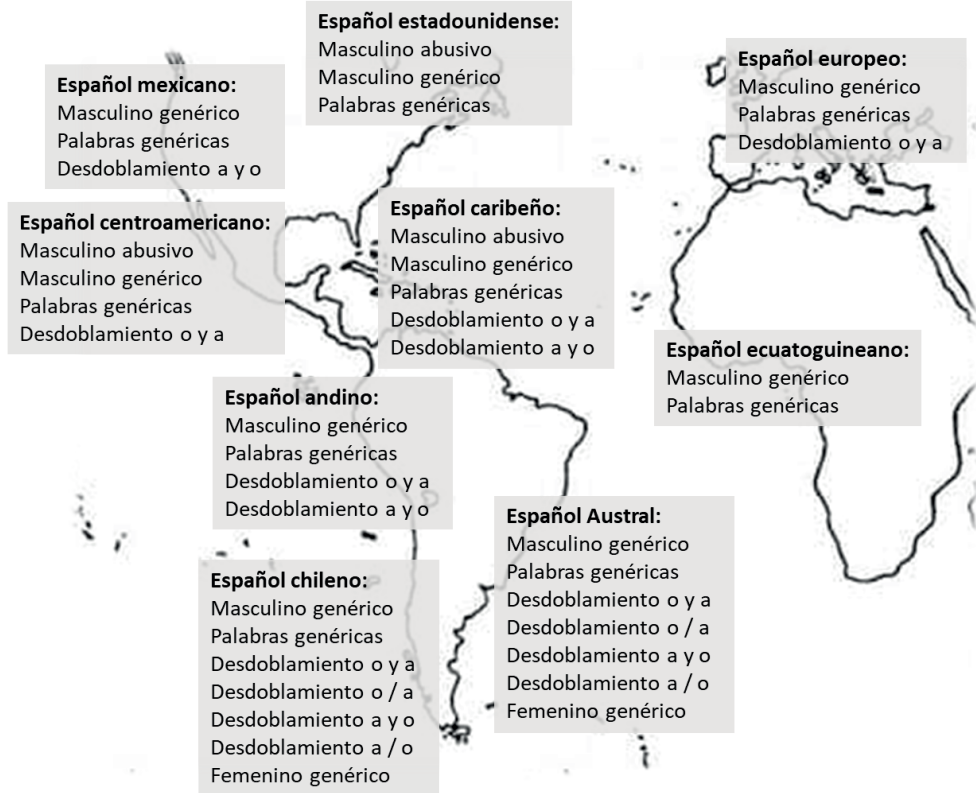 Español estadounidense:
Masculino abusivo
Masculino genérico
Palabras genéricas
Español europeo:
Masculino genérico
Palabras genéricas
Desdoblamiento o y a
Español mexicano:
Masculino genérico
Palabras genéricas
Desdoblamiento a y o
Español centroamericano:
Masculino abusivo
Masculino genérico
Palabras genéricas
Desdoblamiento o y a
Español caribeño:
Masculino abusivo
Masculino genérico
Palabras genéricas
Desdoblamiento o y a
Desdoblamiento a y o
Español ecuatoguineano:
Masculino genérico
Palabras genéricas
Español andino:
Masculino genérico
Palabras genéricas
Desdoblamiento o y a
Desdoblamiento a y o
Español Austral:
Masculino genérico
Palabras genéricas
Desdoblamiento o y a
Desdoblamiento o / a
Desdoblamiento a y o
Desdoblamiento a / o
Femenino genérico
Español chileno:
Masculino genérico
Palabras genéricas
Desdoblamiento o y a
Desdoblamiento o / a
Desdoblamiento a y o
Desdoblamiento a / o
Femenino genérico